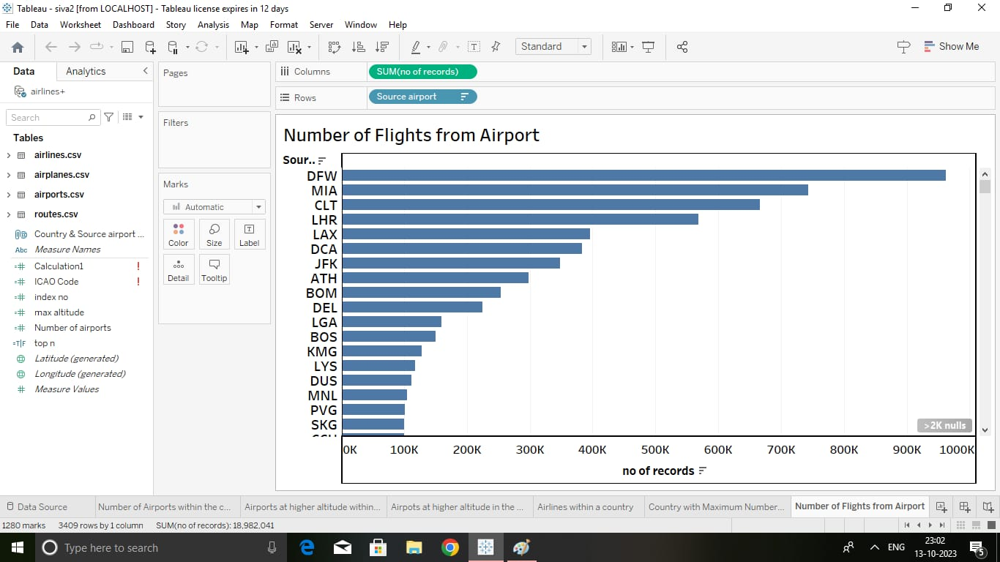 Tableau - siva2 [from LOCALHOST] - Tableau license expires in 12 days
File Data Worksheet Dashboard Story Analysis Map Format Server Window Help
Standard
Show Me
Data Analytics
airlines+
Search
Tables
airlines.csv
airplanes.csv
airports.csv
routes.csv
Country & Source airport ...
Abc Measure Names
Calculation1 !
ICAO Code !
index no
max altitude
Number of airports
=T|F top n
Latitude (generated)
Longitude (generated)
Measure Values
Pages
Filters
Marks
Automatic
Color Size Label
Detail Tooltip
Columns SUM(no of records)
Rows Source airport
Number of Flights from Airport
Sour..
DFW
MIA
CLT
LHR
LAX
DCA
JFK
ATH
BOM
DEL
LGA
BOS
KMG
LYS
DUS
MNL
PVG
SKG
>2K nulls
0K 100K 200K 300K 400K 500K 600K 700K 800K 900K 1000K
no of records
Data Source Number of Airports within the c... Airports at higher altitude within... Airpots at higher altitude in the ... Airlines within a country Country with Maximum Number... Number of Flights from Airport
1280 marks 3409 rows by 1 column SUM(no of records): 18,982,041
Type here to search
ENG
23:02
13-10-2023
5